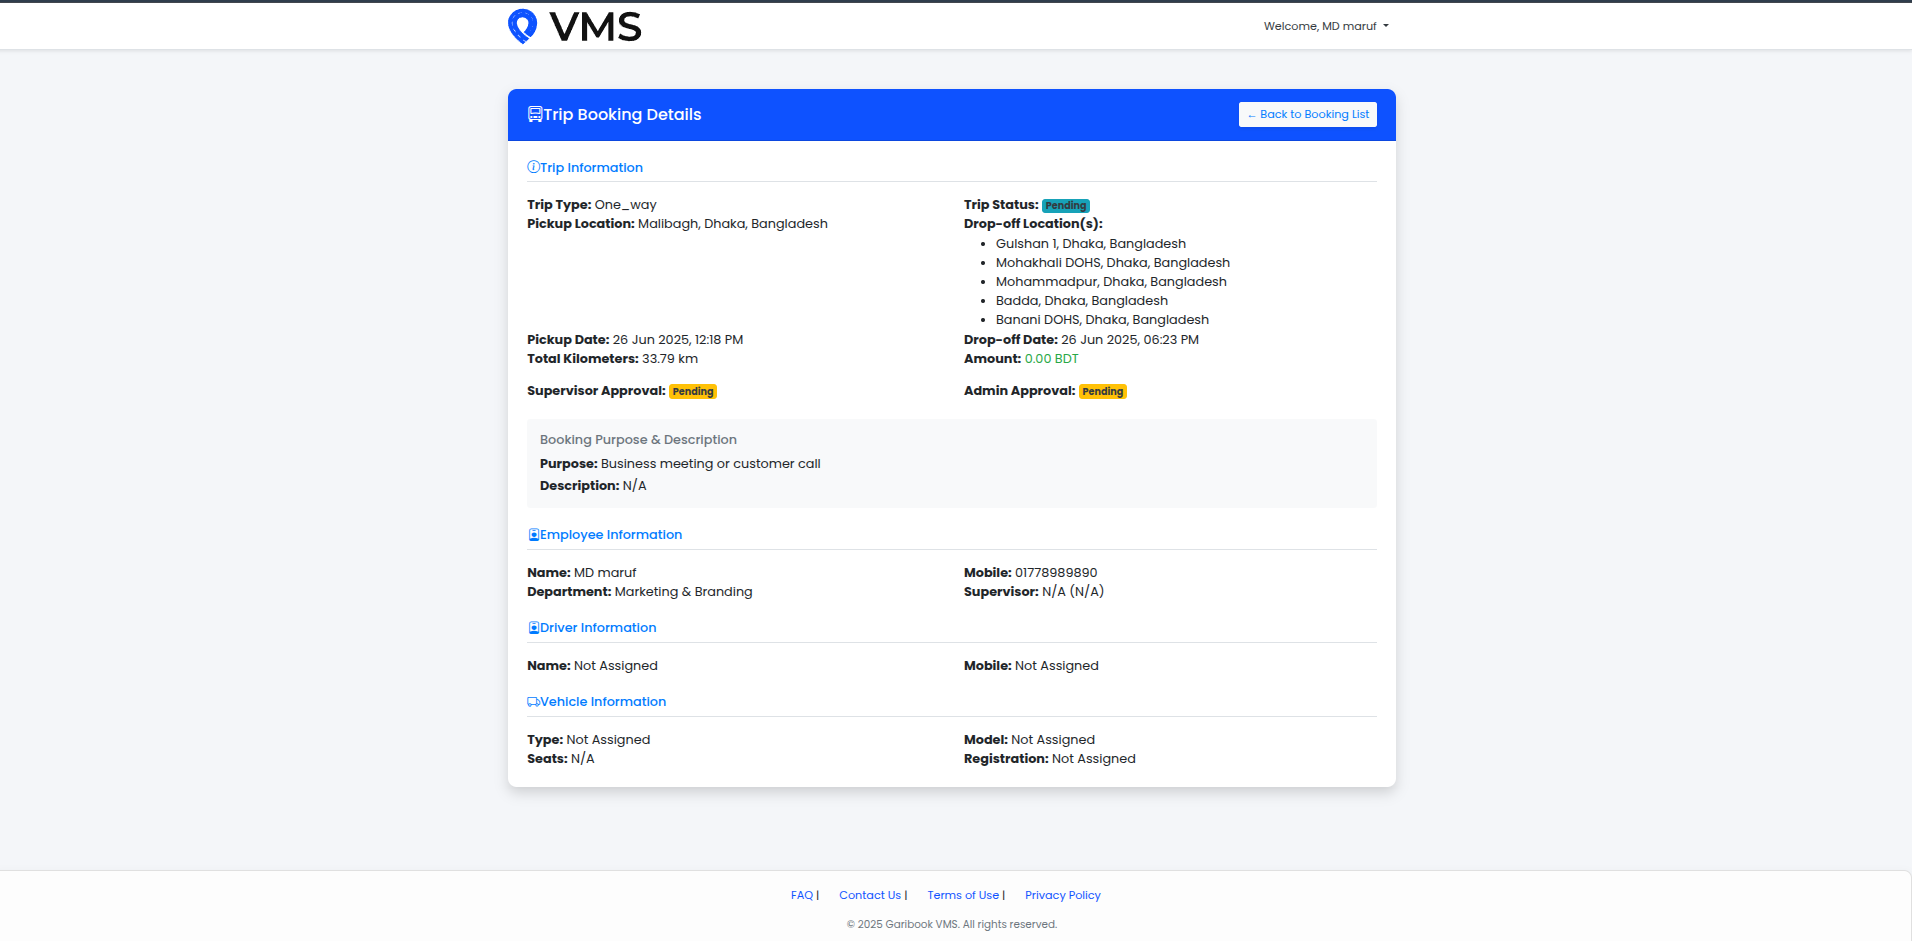 VMS
Welcome, MD maruf
Trip Booking Details
← Back to Booking List
Trip Information
Trip Type: One_way
Trip Status: Pending
Pickup Location: Malibagh, Dhaka, Bangladesh
Drop-off Location(s):
• Gulshan 1, Dhaka, Bangladesh
• Mohakhali DOHS, Dhaka, Bangladesh
• Mohammadpur, Dhaka, Bangladesh
• Badda, Dhaka, Bangladesh
• Banani DOHS, Dhaka, Bangladesh
Pickup Date: 26 Jun 2025, 12:18 PM
Drop-off Date: 26 Jun 2025, 06:23 PM
Total Kilometers: 33.79 km
Amount: 0.00 BDT
Supervisor Approval: Pending
Admin Approval: Pending
Booking Purpose & Description
Purpose: Business meeting or customer call
Description: N/A
Employee Information
Name: MD maruf
Mobile: 01778989890
Department: Marketing & Branding
Supervisor: N/A (N/A)
Driver Information
Name: Not Assigned
Mobile: Not Assigned
Vehicle Information
Type: Not Assigned
Model: Not Assigned
Seats: N/A
Registration: Not Assigned
FAQ | Contact Us | Terms of Use | Privacy Policy
© 2025 Garibook VMS. All rights reserved.